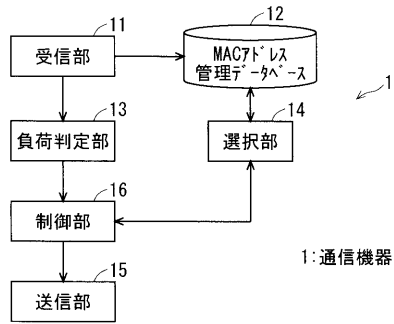 11
受信部
12
MACアドレス
管理データベース
1
13
負荷判定部
14
選択部
16
制御部
15
送信部
1:通信機器